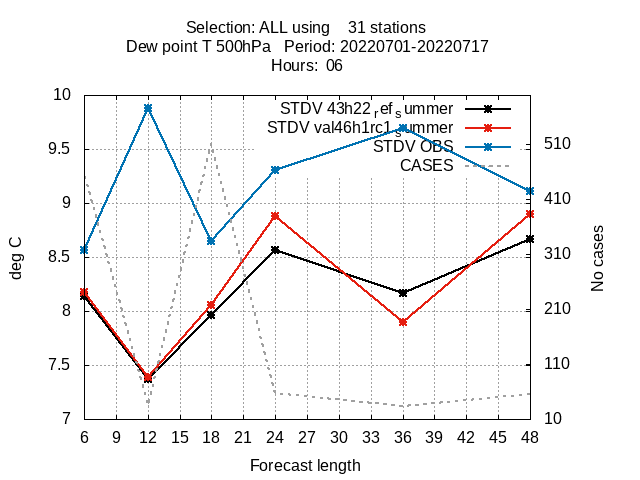 Selection: ALL using 31 stations
Dew point T 500hPa Period: 20220701-20220717
Hours: 06
STDV 43h22_ref_summer
STDV val46h1rc1_summer
STDV OBS
CASES
10
9.5
9
8.5
8
7.5
7
deg C
510
410
310
210
110
10
No cases
6 9 12 15 18 21 24 27 30 33 36 39 42 45 48
Forecast length